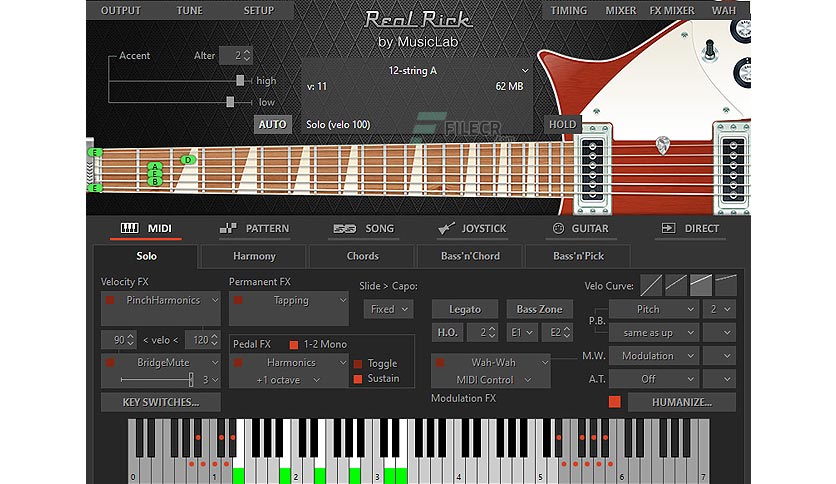 OUTPUT TUNE SETUP
RealRick
by MusicLab
TIMING MIXER FX MIXER WAH
Accent Alter 2
high
low
AUTO
12-string A
v: 11 62 MB
Solo (velo 100)
HOLD
FILECR
.com
E
D
A
E
B
E
MIDI PATTERN SONG JOYSTICK GUITAR DIRECT
Solo Harmony Chords Bass'n'Chord Bass'n'Pick
Velocity FX
PinchHarmonics
90 < velo < 120
BridgeMute
3
KEY SWITCHES...
Permanent FX
Tapping
Pedal FX 1-2 Mono
Harmonics
+1 octave
Toggle
Sustain
Slide > Capo:
Fixed
Legato
H.O. 2
Bass Zone
E1 E2
Wah-Wah
MIDI Control
Modulation FX
Velo Curve:
P.B. Pitch 2
same as up
M.W. Modulation
A.T. Off
HUMANIZE...
0 1 2 3 4 5 6 7